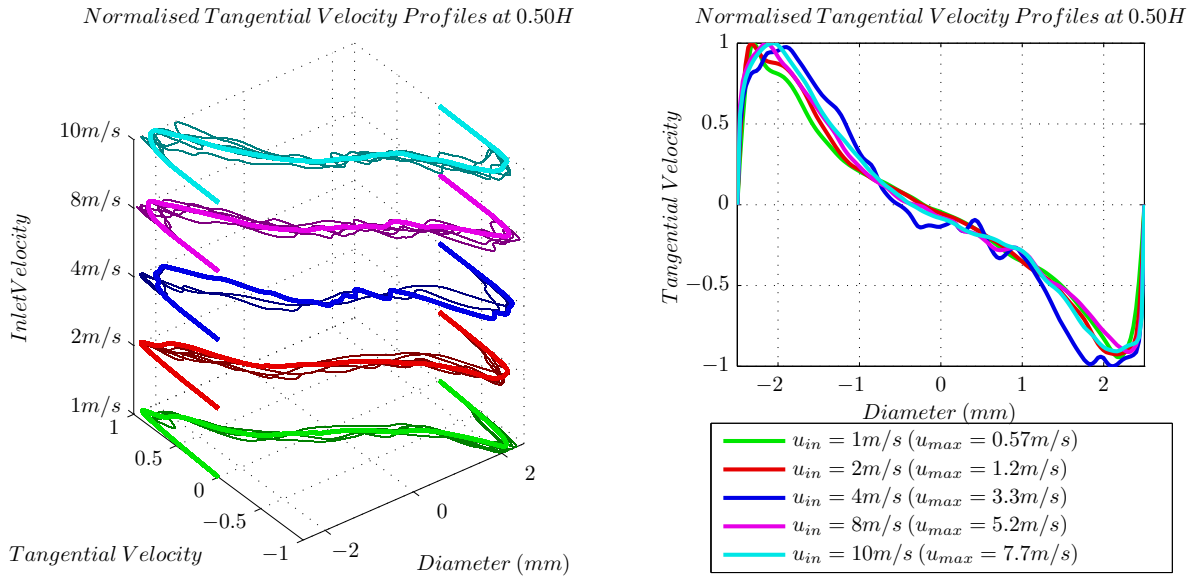 Normalised Tangential Velocity Profiles at 0.50H
10m/s
8m/s
4m/s
2m/s
1m/s
Inlet Velocity
1
0.5
0
−0.5
−1
Tangential Velocity
−2
0
2
Diameter (mm)
Normalised Tangential Velocity Profiles at 0.50H
1
0.5
0
−0.5
−1
Tangential Velocity
−2
−1
0
1
2
Diameter (mm)
u_in = 1m/s (u_max = 0.57m/s)
u_in = 2m/s (u_max = 1.2m/s)
u_in = 4m/s (u_max = 3.3m/s)
u_in = 8m/s (u_max = 5.2m/s)
u_in = 10m/s (u_max = 7.7m/s)